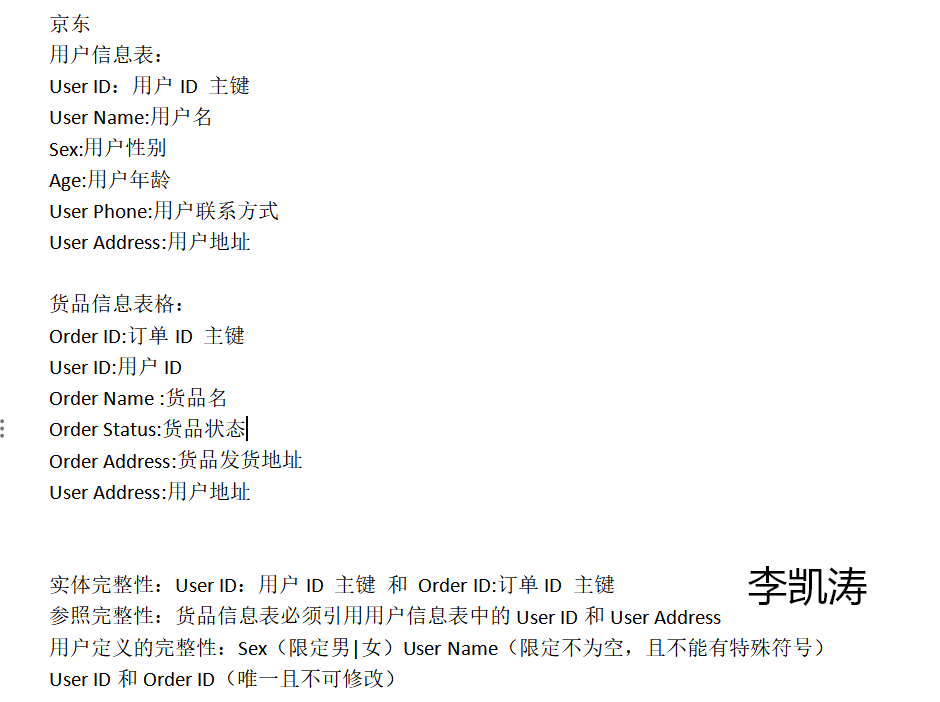 京东
用户信息表：
User ID：用户 ID 主键
User Name:用户名
Sex:用户性别
Age:用户年龄
User Phone:用户联系方式
User Address:用户地址
货品信息表格：
Order ID:订单 ID 主键
User ID:用户 ID
Order Name :货品名
Order Status:货品状态
Order Address:货品发货地址
User Address:用户地址
实体完整性：User ID：用户 ID 主键 和 Order ID:订单 ID 主键
李凯涛
参照完整性：货品信息表必须引用用户信息表中的 User ID 和 User Address
用户定义的完整性：Sex（限定男|女）User Name（限定不为空，且不能有特殊符号）
User ID 和 Order ID（唯一且不可修改）